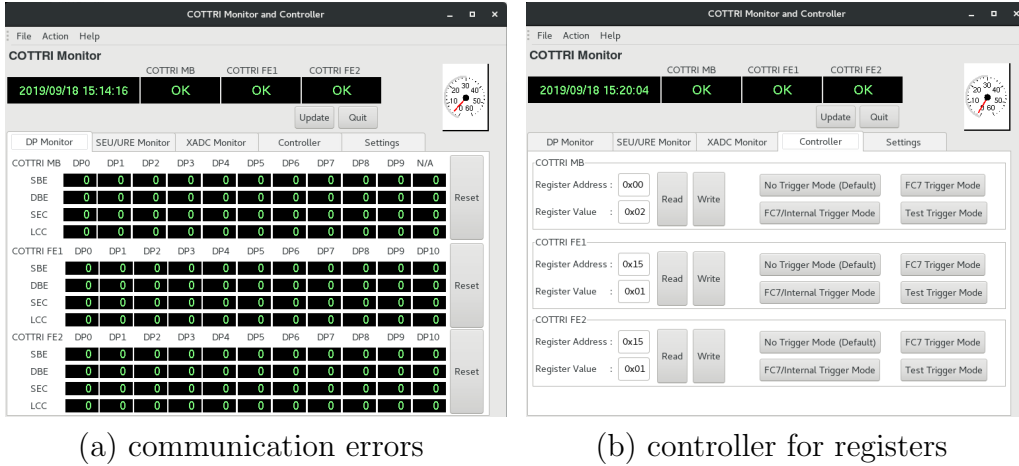 COTTRI Monitor and Controller
File Action Help
COTTRI Monitor
COTTRI MB COTTRI FE1 COTTRI FE2
2019/09/18 15:14:16 OK OK OK
10 20 30 40 50 0 60
Update Quit
DP Monitor SEU/URE Monitor XADC Monitor Controller Settings
COTTRI MB DP0 DP1 DP2 DP3 DP4 DP5 DP6 DP7 DP8 DP9 N/A
SBE 0 0 0 0 0 0 0 0 0 0 0
DBE 0 0 0 0 0 0 0 0 0 0 0
Reset
SEC 0 0 0 0 0 0 0 0 0 0 0
LCC 0 0 0 0 0 0 0 0 0 0 0
COTTRI FE1 DP0 DP1 DP2 DP3 DP4 DP5 DP6 DP7 DP8 DP9 DP10
SBE 0 0 0 0 0 0 0 0 0 0 0
DBE 0 0 0 0 0 0 0 0 0 0 0
Reset
SEC 0 0 0 0 0 0 0 0 0 0 0
LCC 0 0 0 0 0 0 0 0 0 0 0
COTTRI FE2 DP0 DP1 DP2 DP3 DP4 DP5 DP6 DP7 DP8 DP9 DP10
SBE 0 0 0 0 0 0 0 0 0 0 0
DBE 0 0 0 0 0 0 0 0 0 0 0
Reset
SEC 0 0 0 0 0 0 0 0 0 0 0
LCC 0 0 0 0 0 0 0 0 0 0 0
(a) communication errors
COTTRI Monitor and Controller
File Action Help
COTTRI Monitor
COTTRI MB COTTRI FE1 COTTRI FE2
2019/09/18 15:20:04 OK OK OK
10 20 30 40 50 0 60
Update Quit
DP Monitor SEU/URE Monitor XADC Monitor Controller Settings
COTTRI MB
Register Address : 0x00 Read Write No Trigger Mode (Default) FC7 Trigger Mode
Register Value : 0x02 FC7/Internal Trigger Mode Test Trigger Mode
COTTRI FE1
Register Address : 0x15 Read Write No Trigger Mode (Default) FC7 Trigger Mode
Register Value : 0x01 FC7/Internal Trigger Mode Test Trigger Mode
COTTRI FE2
Register Address : 0x15 Read Write No Trigger Mode (Default) FC7 Trigger Mode
Register Value : 0x01 FC7/Internal Trigger Mode Test Trigger Mode
(b) controller for registers